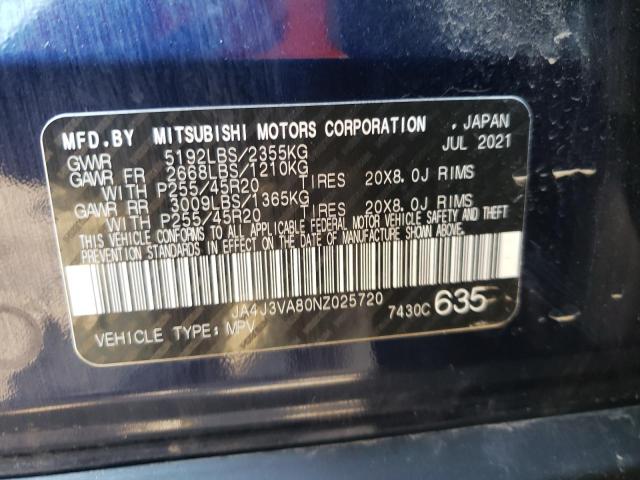 MFD.BY MITSUBISHI MOTORS CORPORATION , JAPAN
GVWR 5192LBS/2355KG JUL 2021
GAWR FR 2668LBS/1210KG
WITH P255/45R20 TIRES 20X8.0J RIMS
GAWR RR 3009LBS/1365KG
WITH P255/45R20 TIRES 20X8.0J RIMS
THIS VEHICLE CONFORMS TO ALL APPLICABLE FEDERAL MOTOR VEHICLE SAFETY AND THEFT
PREVENTION STANDARDS IN EFFECT ON THE DATE OF MANUFACTURE SHOWN ABOVE.
JA4J3VA80NZ025720
7430C 635
VEHICLE TYPE: MPV